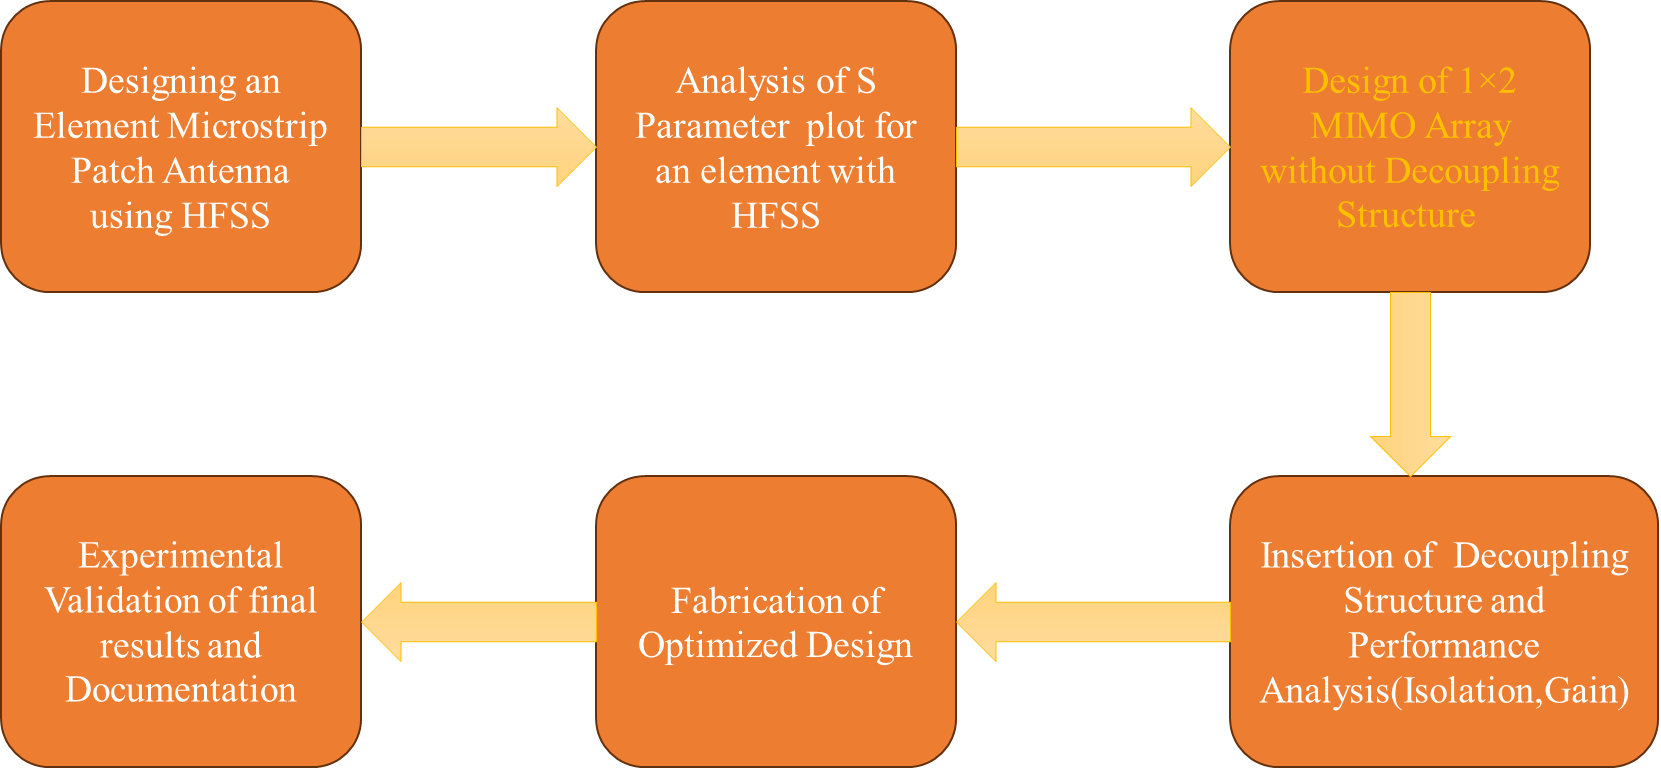 Designing an
Element Microstrip
Patch Antenna
using HFSS
Analysis of S
Parameter plot for
an element with
HFSS
Design of 1×2
MIMO Array
without Decoupling
Structure
Insertion of Decoupling
Structure and
Performance
Analysis(Isolation,Gain)
Fabrication of
Optimized Design
Experimental
Validation of final
results and
Documentation